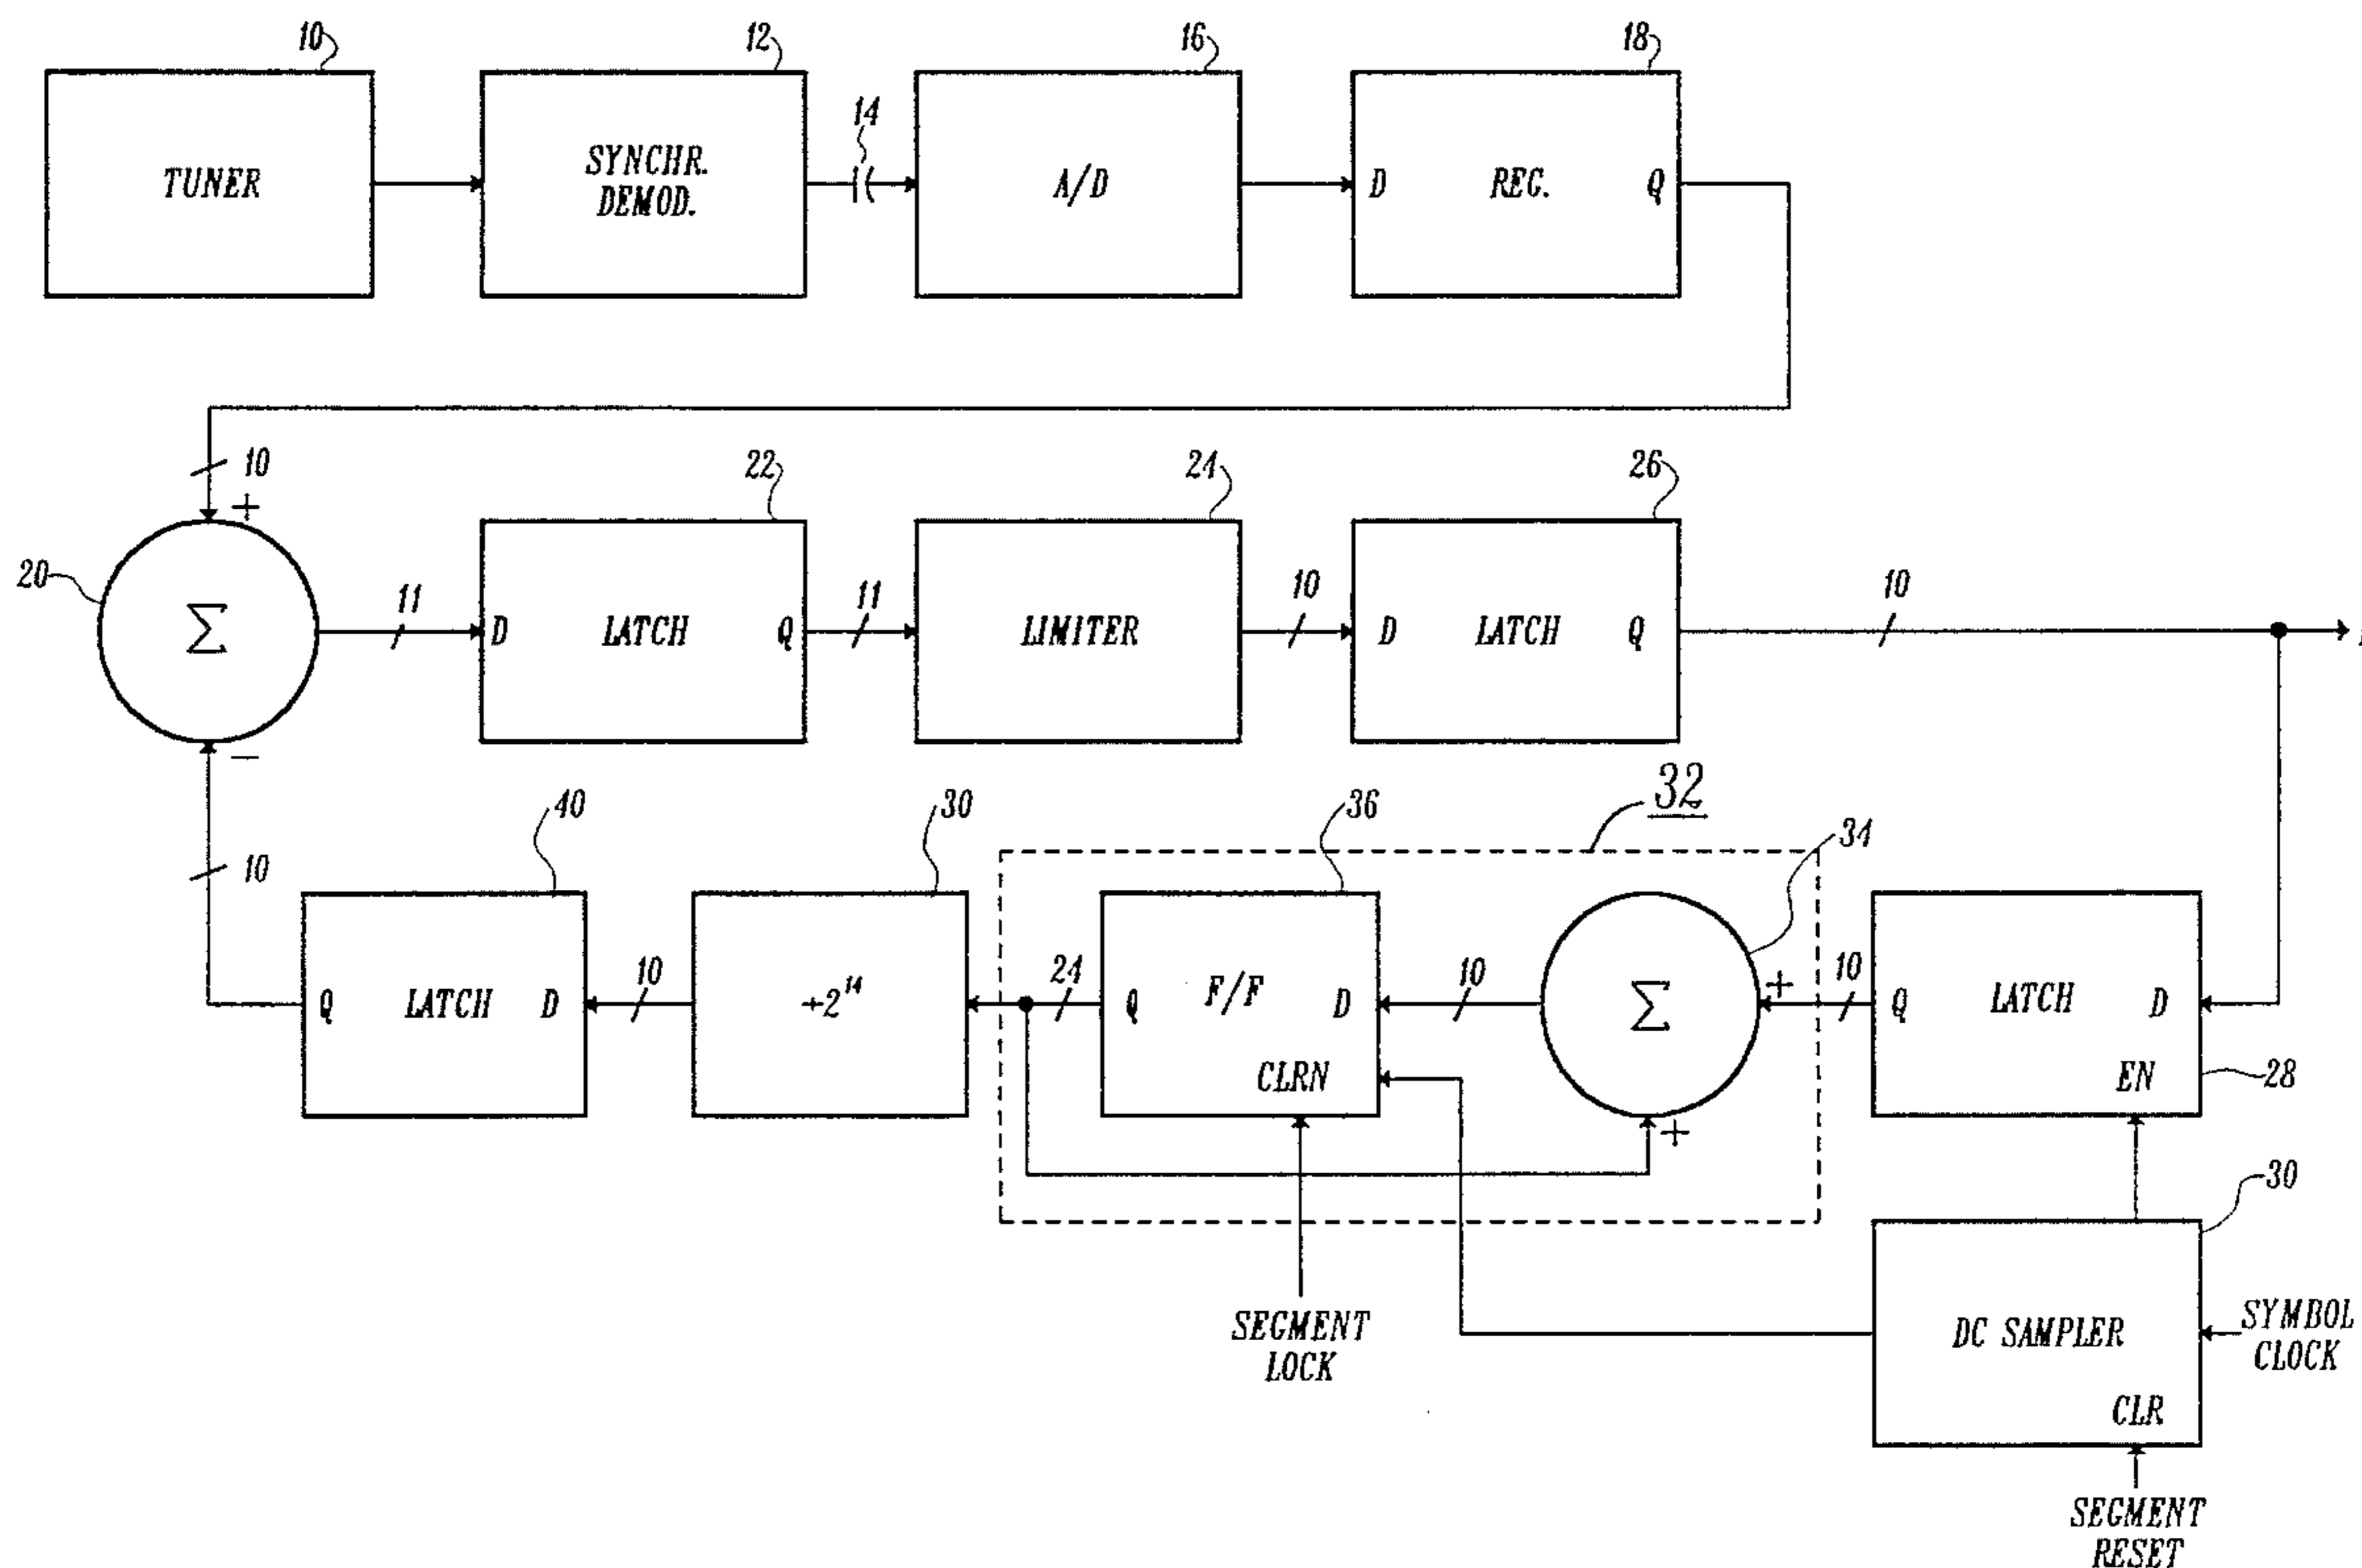 10
12
14
16
18
TUNER
SYNCHR.
DEMOD.
A/D
D
REG.
Q
10
+
20
Σ
−
11
22
D
LATCH
Q
11
24
LIMITER
10
26
D
LATCH
Q
10
10
40
Q
LATCH
D
10
30
÷2¹⁴
32
24
36
Q
F/F
D
CLRN
10
34
Σ
+
+
10
Q
LATCH
D
EN
28
SEGMENT
LOCK
30
DC SAMPLER
CLR
SYMBOL
CLOCK
SEGMENT
RESET